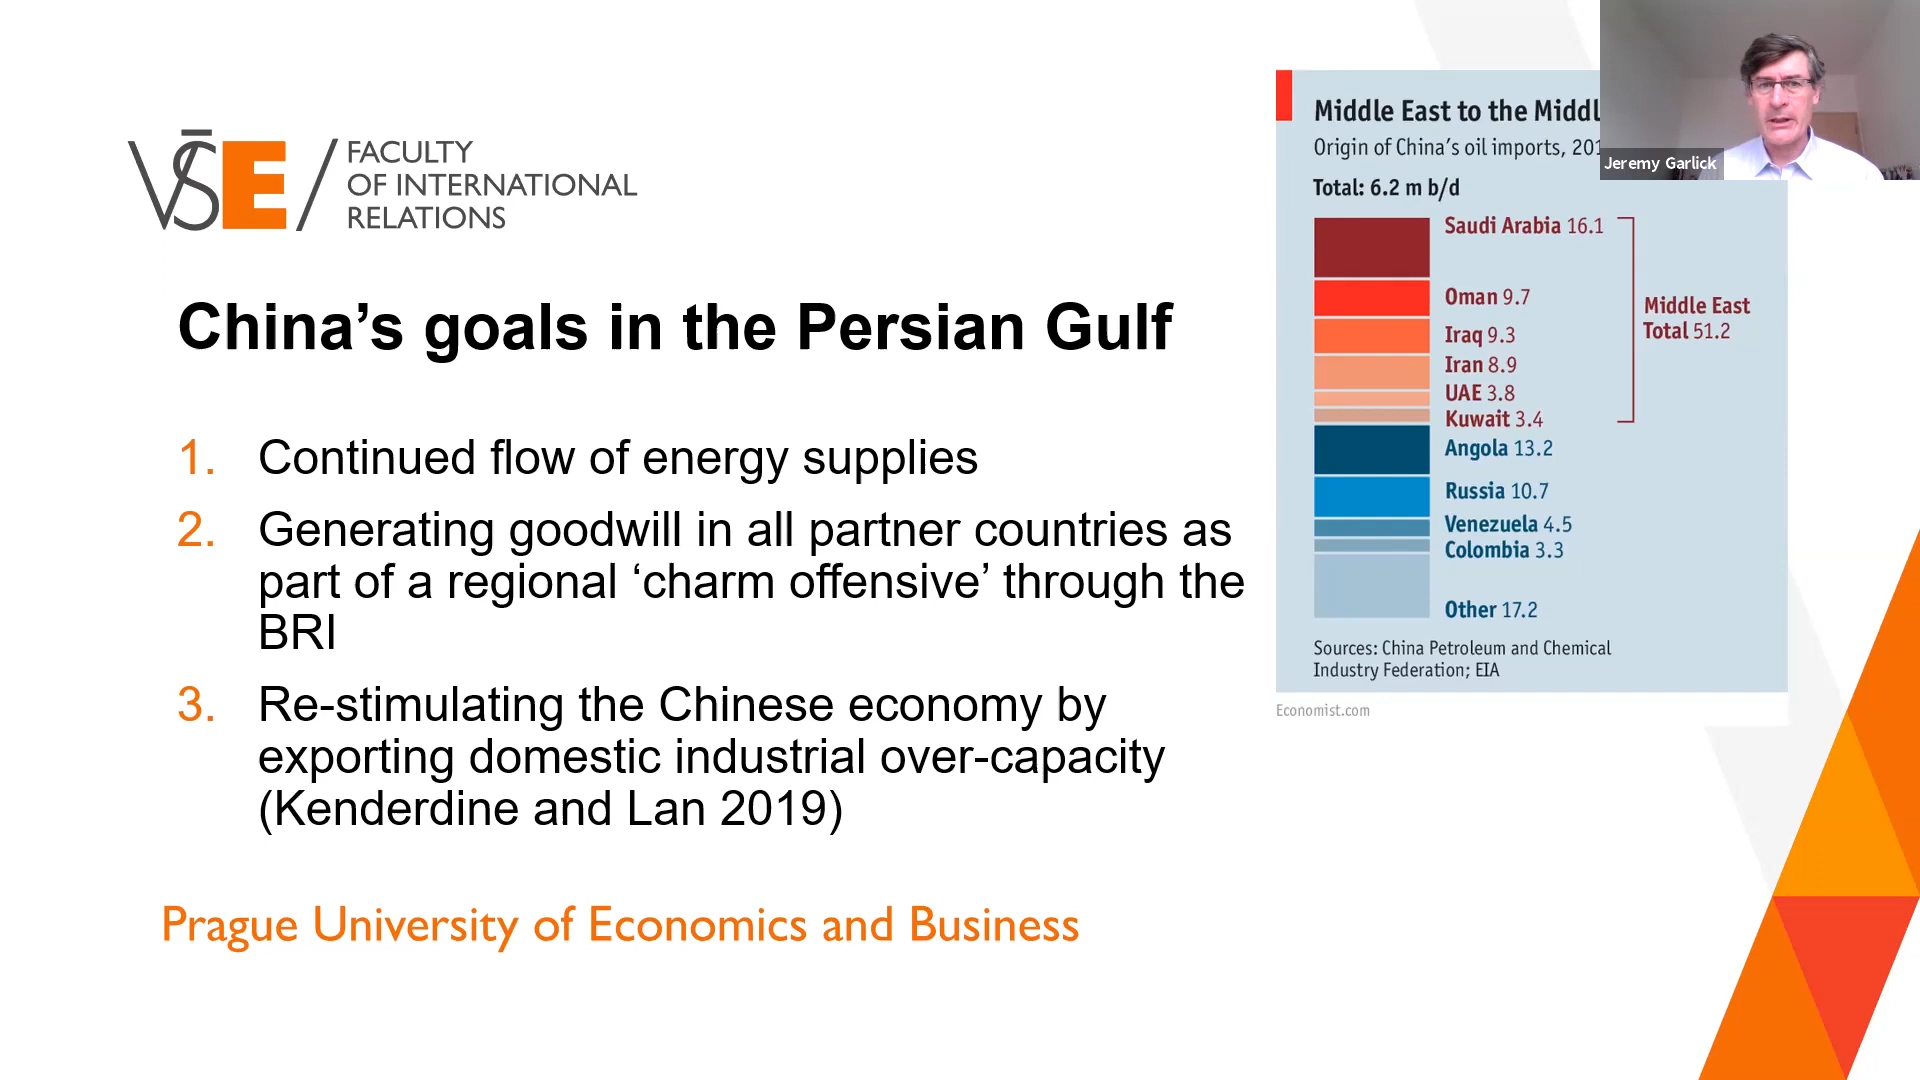 VŠE
FACULTY
OF INTERNATIONAL
RELATIONS
China’s goals in the Persian Gulf
1. Continued flow of energy supplies
2. Generating goodwill in all partner countries as
part of a regional ‘charm offensive’ through the
BRI
3. Re-stimulating the Chinese economy by
exporting domestic industrial over-capacity
(Kenderdine and Lan 2019)
Prague University of Economics and Business
Middle East to the
Origin of China’s oil imports,
Total: 6.2 m b/d
Saudi Arabia 16.1
Oman 9.7
Iraq 9.3
Iran 8.9
UAE 3.8
Kuwait 3.4
Middle East
Total 51.2
Angola 13.2
Russia 10.7
Venezuela 4.5
Colombia 3.3
Other 17.2
Sources: China Petroleum and Chemical
Industry Federation; EIA
Economist.com
Jeremy Garlick